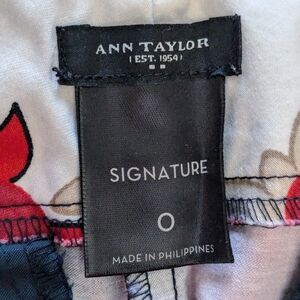 ANN TAYLOR
EST. 1954
SIGNATURE
0
MADE IN PHILIPPINES